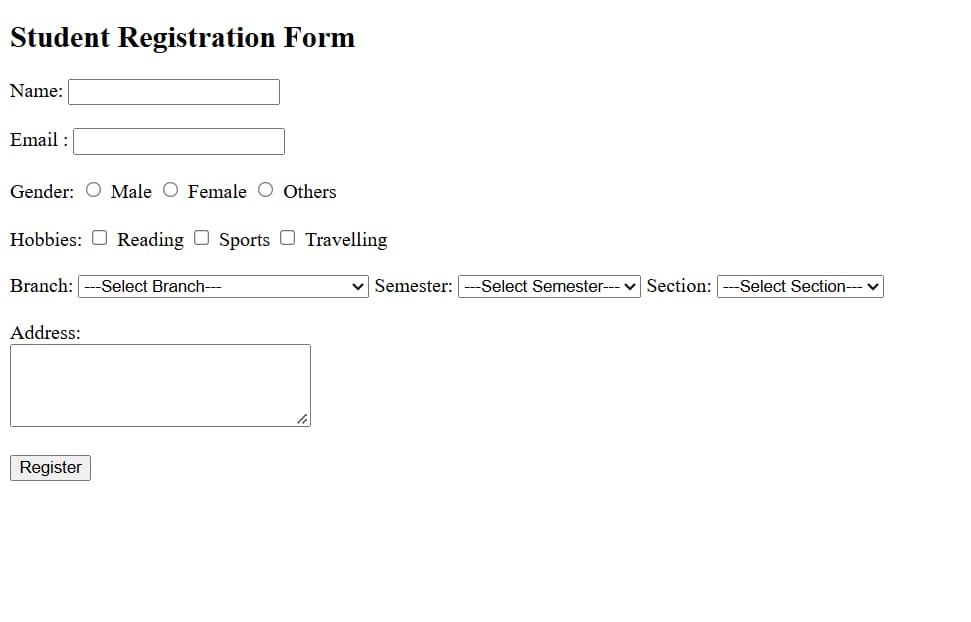 Student Registration Form
Name:
Email :
Gender: Male Female Others
Hobbies: Reading Sports Travelling
Branch: ---Select Branch--- Semester: ---Select Semester--- Section: ---Select Section---
Address:
Register